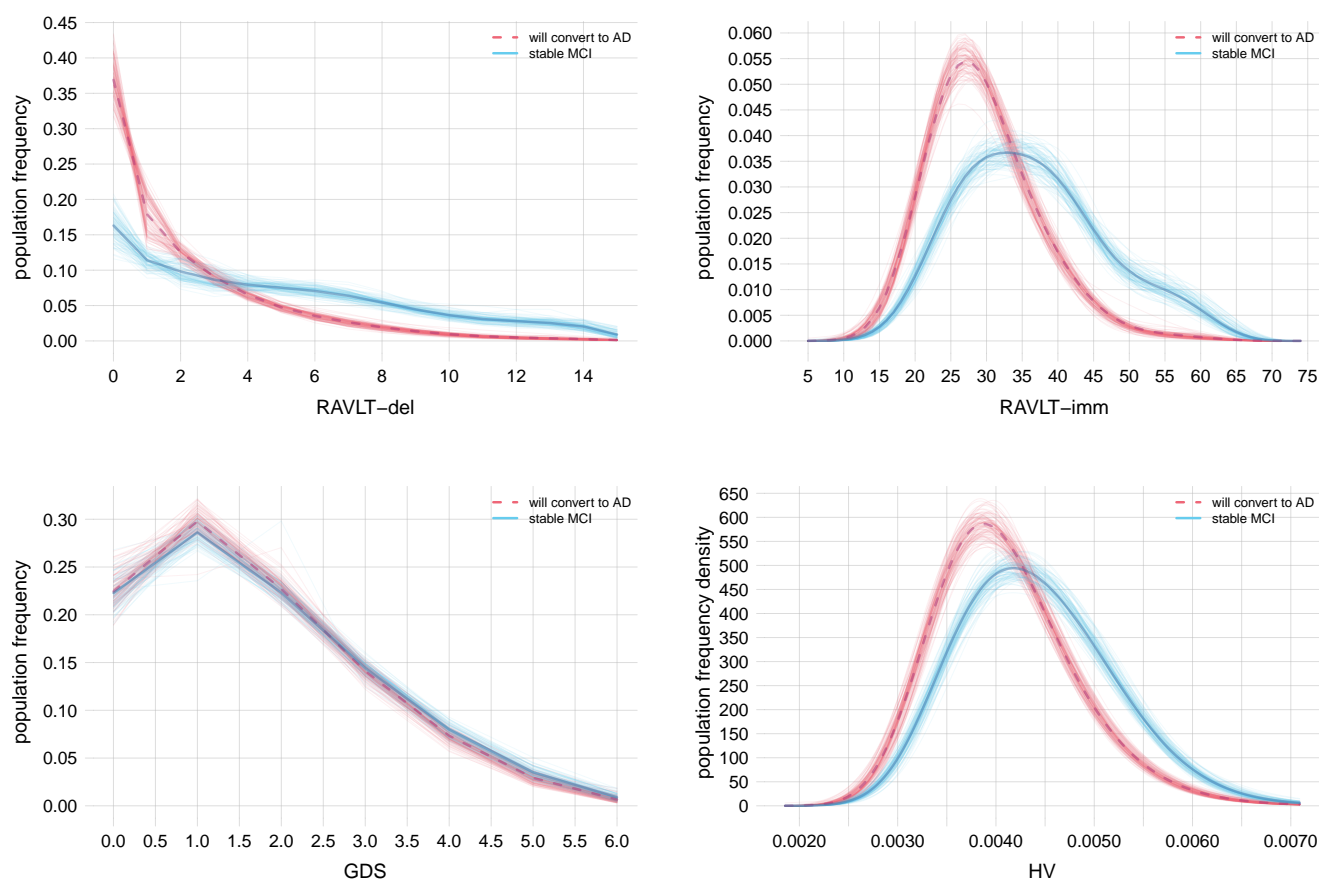 0.45
0.40
0.35
0.30
0.25
0.20
0.15
0.10
0.05
0.00
population frequency
0 2 4 6 8 10 12 14
RAVLT−del
will convert to AD
stable MCI
0.060
0.055
0.050
0.045
0.040
0.035
0.030
0.025
0.020
0.015
0.010
0.005
0.000
population frequency
5 10 15 20 25 30 35 40 45 50 55 60 65 70 75
RAVLT−imm
will convert to AD
stable MCI
0.30
0.25
0.20
0.15
0.10
0.05
0.00
population frequency
0.0 0.5 1.0 1.5 2.0 2.5 3.0 3.5 4.0 4.5 5.0 5.5 6.0
GDS
will convert to AD
stable MCI
650
600
550
500
450
400
350
300
250
200
150
100
50
0
population frequency density
0.0020 0.0030 0.0040 0.0050 0.0060 0.0070
HV
will convert to AD
stable MCI